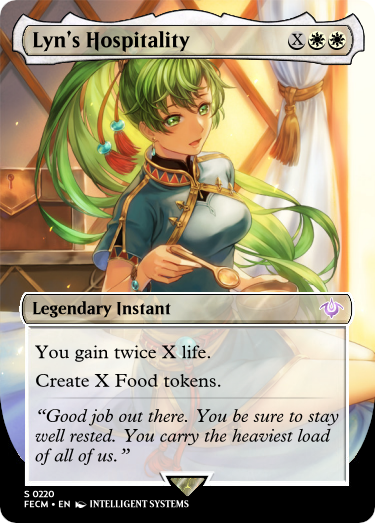 Lyn's Hospitality X
Legendary Instant
You gain twice X life.
Create X Food tokens.
“Good job out there. You be sure to stay
well rested. You carry the heaviest load
of all of us.”
S 0220
FECM • EN INTELLIGENT SYSTEMS